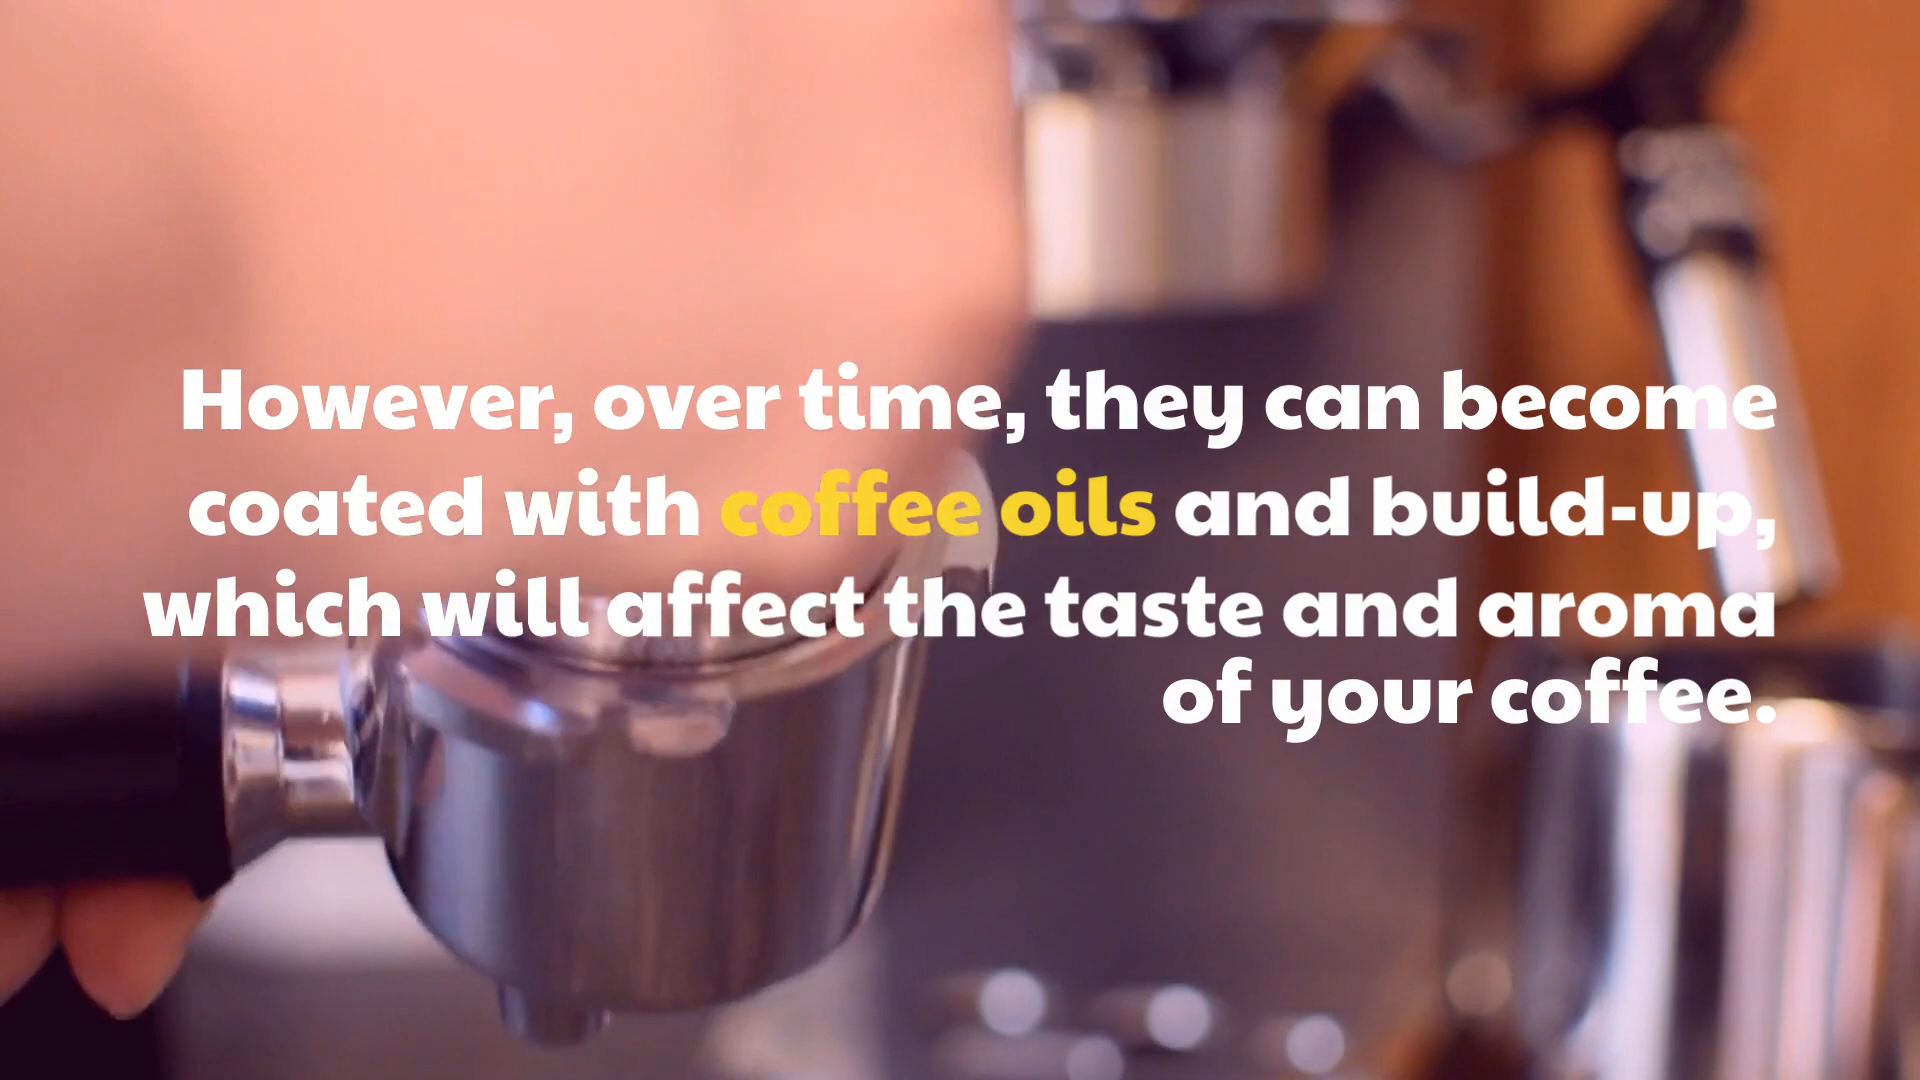 However, over time, they can become
coated with coffee oils and build-up,
which will affect the taste and aroma
of your coffee.